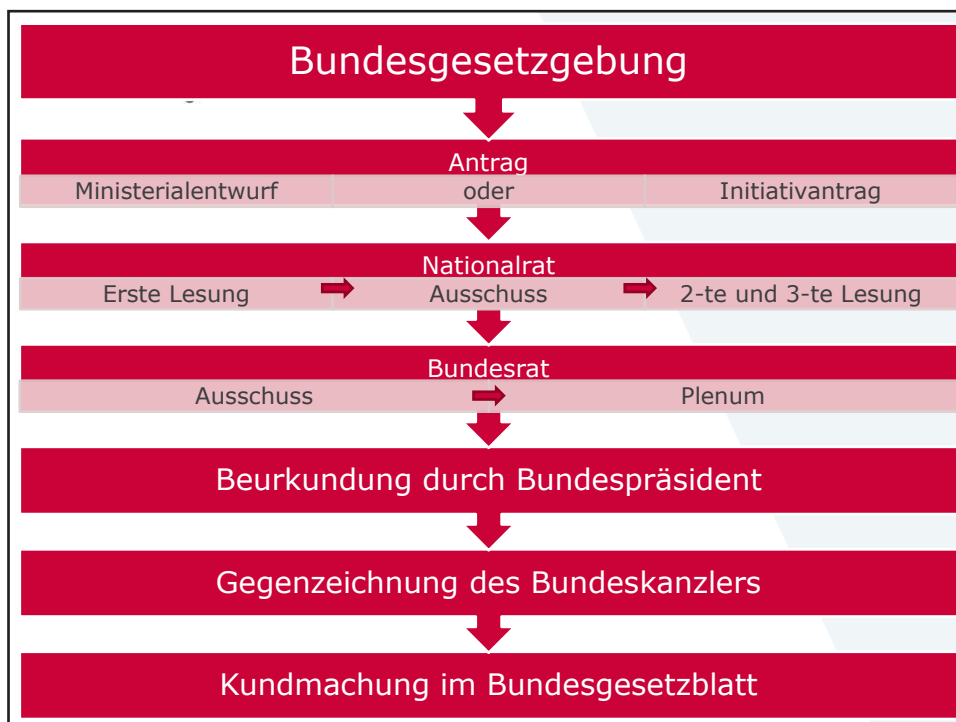 Bundesgesetzgebung
Antrag
Ministerialentwurf oder Initiativantrag
Nationalrat
Erste Lesung Ausschuss 2-te und 3-te Lesung
Bundesrat
Ausschuss Plenum
Beurkundung durch Bundespräsident
Gegenzeichnung des Bundeskanzlers
Kundmachung im Bundesgesetzblatt